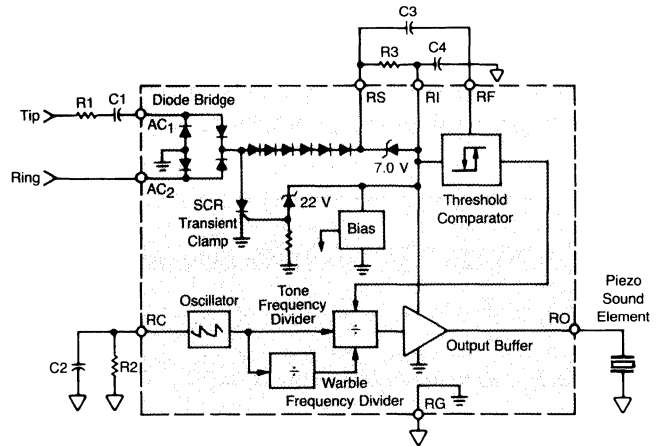 C3
R3
C4
RS
RI
RF
Diode Bridge
R1
C1
Tip
AC1
Ring
AC2
7.0 V
Threshold
Comparator
SCR
Transient
Clamp
22 V
Bias
Tone
Frequency
Divider
Oscillator
RC
÷
÷
Output Buffer
RO
Piezo
Sound
Element
C2
R2
Warble
Frequency Divider
RG